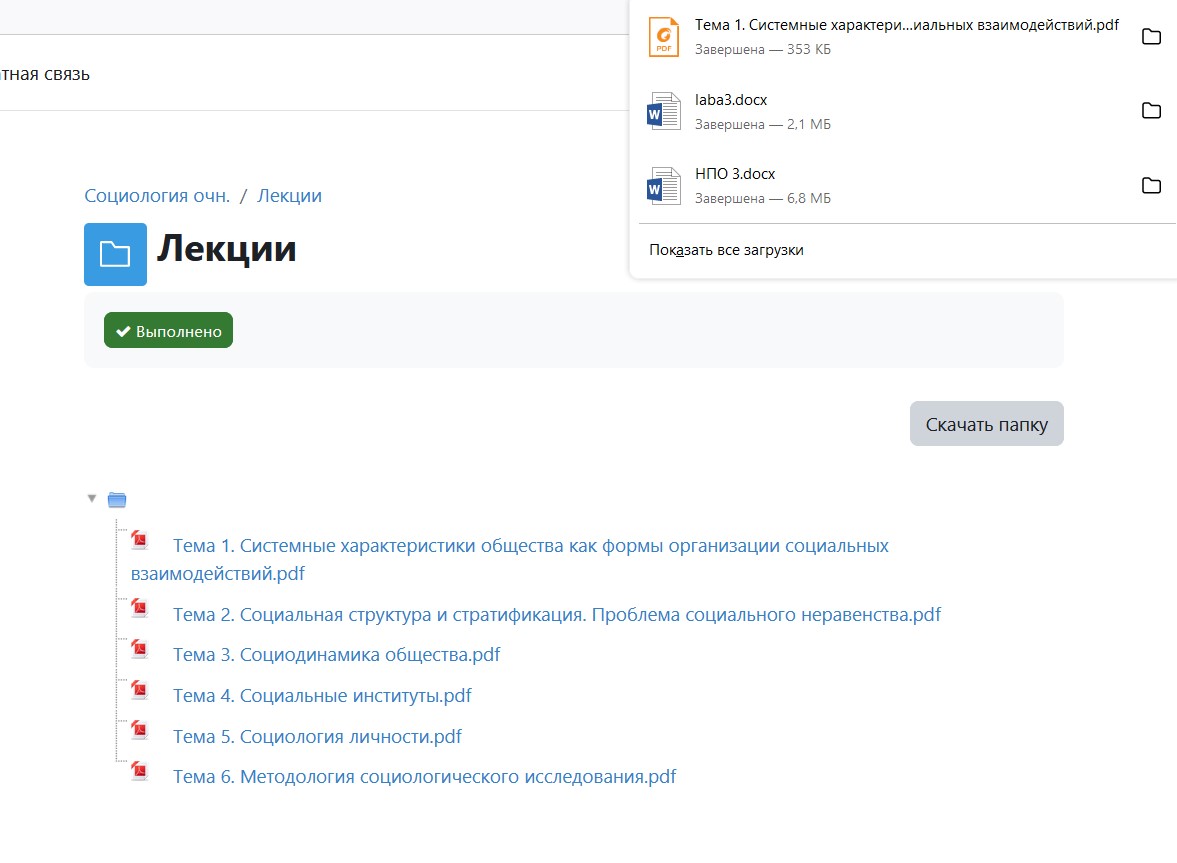 Тема 1. Системные характери...иальных взаимодействий.pdf
Завершена — 353 КБ
laba3.docx
Завершена — 2,1 МБ
НПО 3.docx
Завершена — 6,8 МБ
Показать все загрузки
тная связь
Социология очн. / Лекции
Лекции
Выполнено
Скачать папку
Тема 1. Системные характеристики общества как формы организации социальных
взаимодействий.pdf
Тема 2. Социальная структура и стратификация. Проблема социального неравенства.pdf
Тема 3. Социодинамика общества.pdf
Тема 4. Социальные институты.pdf
Тема 5. Социология личности.pdf
Тема 6. Методология социологического исследования.pdf